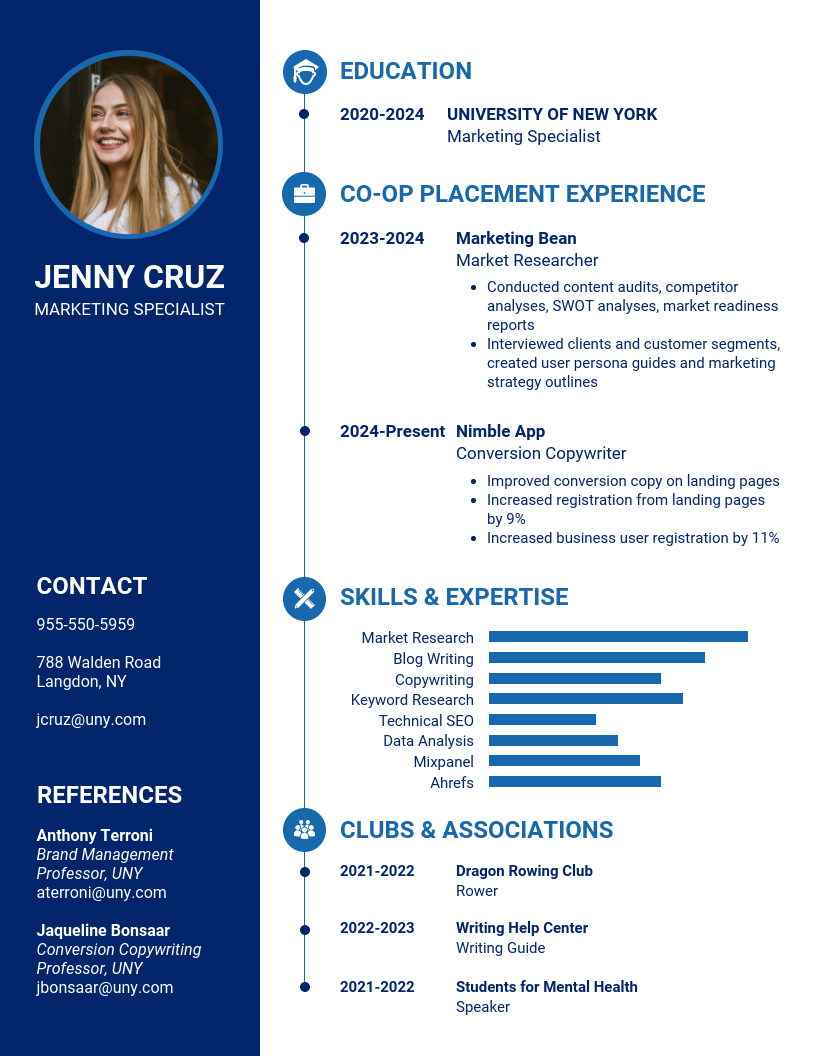 JENNY CRUZ
MARKETING SPECIALIST
CONTACT
955-550-5959
788 Walden Road
Langdon, NY
jcruz@uny.com
REFERENCES
Anthony Terroni
Brand Management
Professor, UNY
aterroni@uny.com
Jaqueline Bonsaar
Conversion Copywriting
Professor, UNY
jbonsaar@uny.com
EDUCATION
2020-2024 UNIVERSITY OF NEW YORK
Marketing Specialist
CO-OP PLACEMENT EXPERIENCE
2023-2024 Marketing Bean
Market Researcher
• Conducted content audits, competitor
analyses, SWOT analyses, market readiness
reports
• Interviewed clients and customer segments,
created user persona guides and marketing
strategy outlines
2024-Present Nimble App
Conversion Copywriter
• Improved conversion copy on landing pages
• Increased registration from landing pages
by 9%
• Increased business user registration by 11%
SKILLS & EXPERTISE
Market Research
Blog Writing
Copywriting
Keyword Research
Technical SEO
Data Analysis
Mixpanel
Ahrefs
CLUBS & ASSOCIATIONS
2021-2022 Dragon Rowing Club
Rower
2022-2023 Writing Help Center
Writing Guide
2021-2022 Students for Mental Health
Speaker